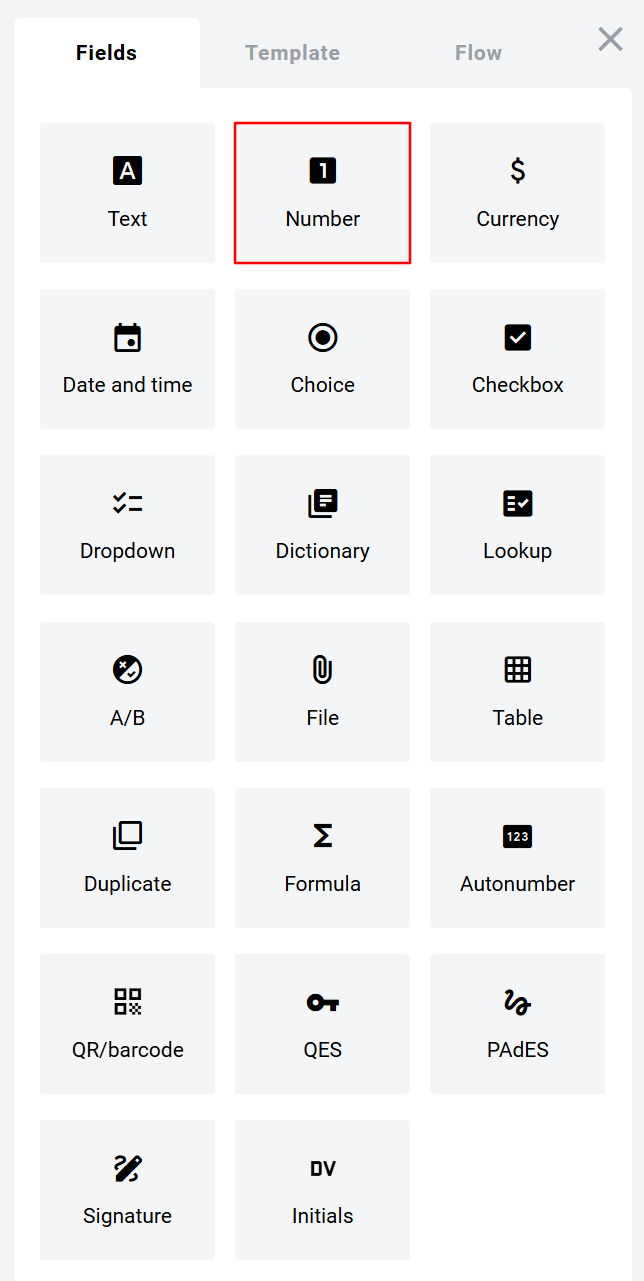 Fields Template Flow
A 1 $
Text Number Currency
Date and time Choice Checkbox
Dropdown Dictionary Lookup
A/B File Table
Σ 123
Duplicate Formula Autonumber
QR/barcode QES PAdES
DV
Signature Initials